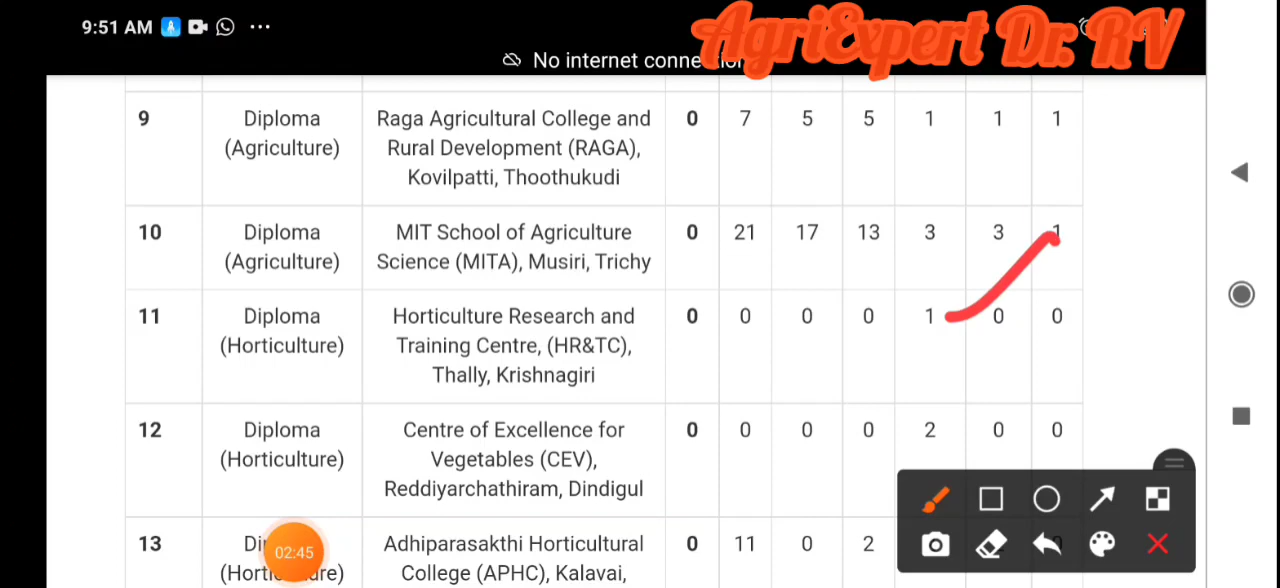 9:51 AM ...
AgriExpert Dr. RV
No internet connectio
9 Diploma (Agriculture) Raga Agricultural College and Rural Development (RAGA), Kovilpatti, Thoothukudi 0 7 5 5 1 1 1
10 Diploma (Agriculture) MIT School of Agriculture Science (MITA), Musiri, Trichy 0 21 17 13 3 3 1
11 Diploma (Horticulture) Horticulture Research and Training Centre, (HR&TC), Thally, Krishnagiri 0 0 0 0 1 0 0
12 Diploma (Horticulture) Centre of Excellence for Vegetables (CEV), Reddiyarchathiram, Dindigul 0 0 0 0 2 0 0
13 Adhiparasakthi Horticultural College (APHC), Kalavai, 0 11 0 2
02:45